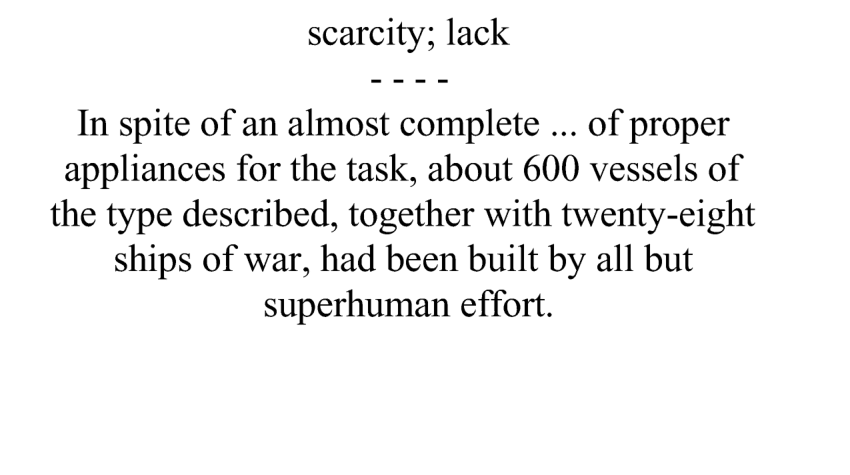 scarcity; lack
- - - -
In spite of an almost complete ... of proper
appliances for the task, about 600 vessels of
the type described, together with twenty-eight
ships of war, had been built by all but
superhuman effort.